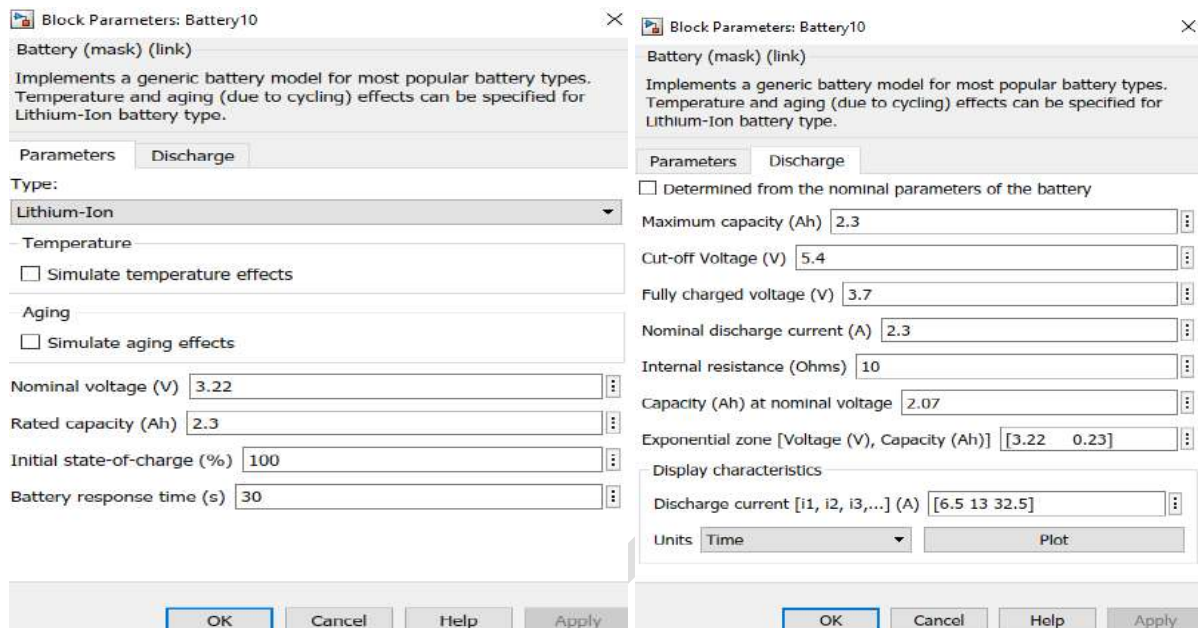 Block Parameters: Battery10
Battery (mask) (link)
Implements a generic battery model for most popular battery types.
Temperature and aging (due to cycling) effects can be specified for
Lithium-Ion battery type.
Parameters Discharge
Type:
Lithium-Ion
Temperature
Simulate temperature effects
Aging
Simulate aging effects
Nominal voltage (V) 3.22
Rated capacity (Ah) 2.3
Initial state-of-charge (%) 100
Battery response time (s) 30
OK Cancel Help Apply
Block Parameters: Battery10
Battery (mask) (link)
Implements a generic battery model for most popular battery types.
Temperature and aging (due to cycling) effects can be specified for
Lithium-Ion battery type.
Parameters Discharge
Determined from the nominal parameters of the battery
Maximum capacity (Ah) 2.3
Cut-off Voltage (V) 5.4
Fully charged voltage (V) 3.7
Nominal discharge current (A) 2.3
Internal resistance (Ohms) 10
Capacity (Ah) at nominal voltage 2.07
Exponential zone [Voltage (V), Capacity (Ah)] [3.22 0.23]
Display characteristics
Discharge current [i1, i2, i3,...] (A) [6.5 13 32.5]
Units Time Plot
OK Cancel Help Apply